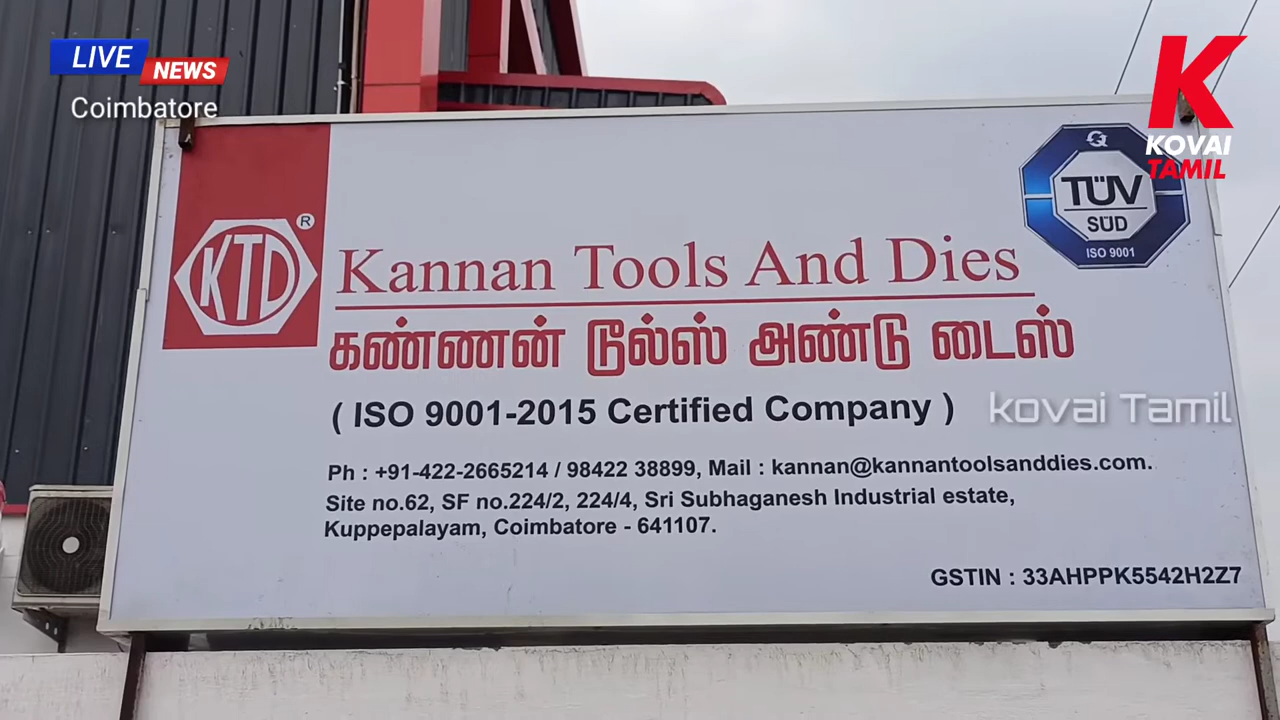 LIVE NEWS
Coimbatore
K
KOVAI
TAMIL
TÜV
SÜD
ISO 9001
KTD ®
Kannan Tools And Dies
கண்ணன் டூல்ஸ் அண்டு டைஸ்
( ISO 9001-2015 Certified Company )
kovai Tamil
Ph : +91-422-2665214 / 98422 38899, Mail : kannan@kannantoolsanddies.com.
Site no.62, SF no.224/2, 224/4, Sri Subhaganesh Industrial estate,
Kuppepalayam, Coimbatore - 641107.
GSTIN : 33AHPPK5542H2Z7